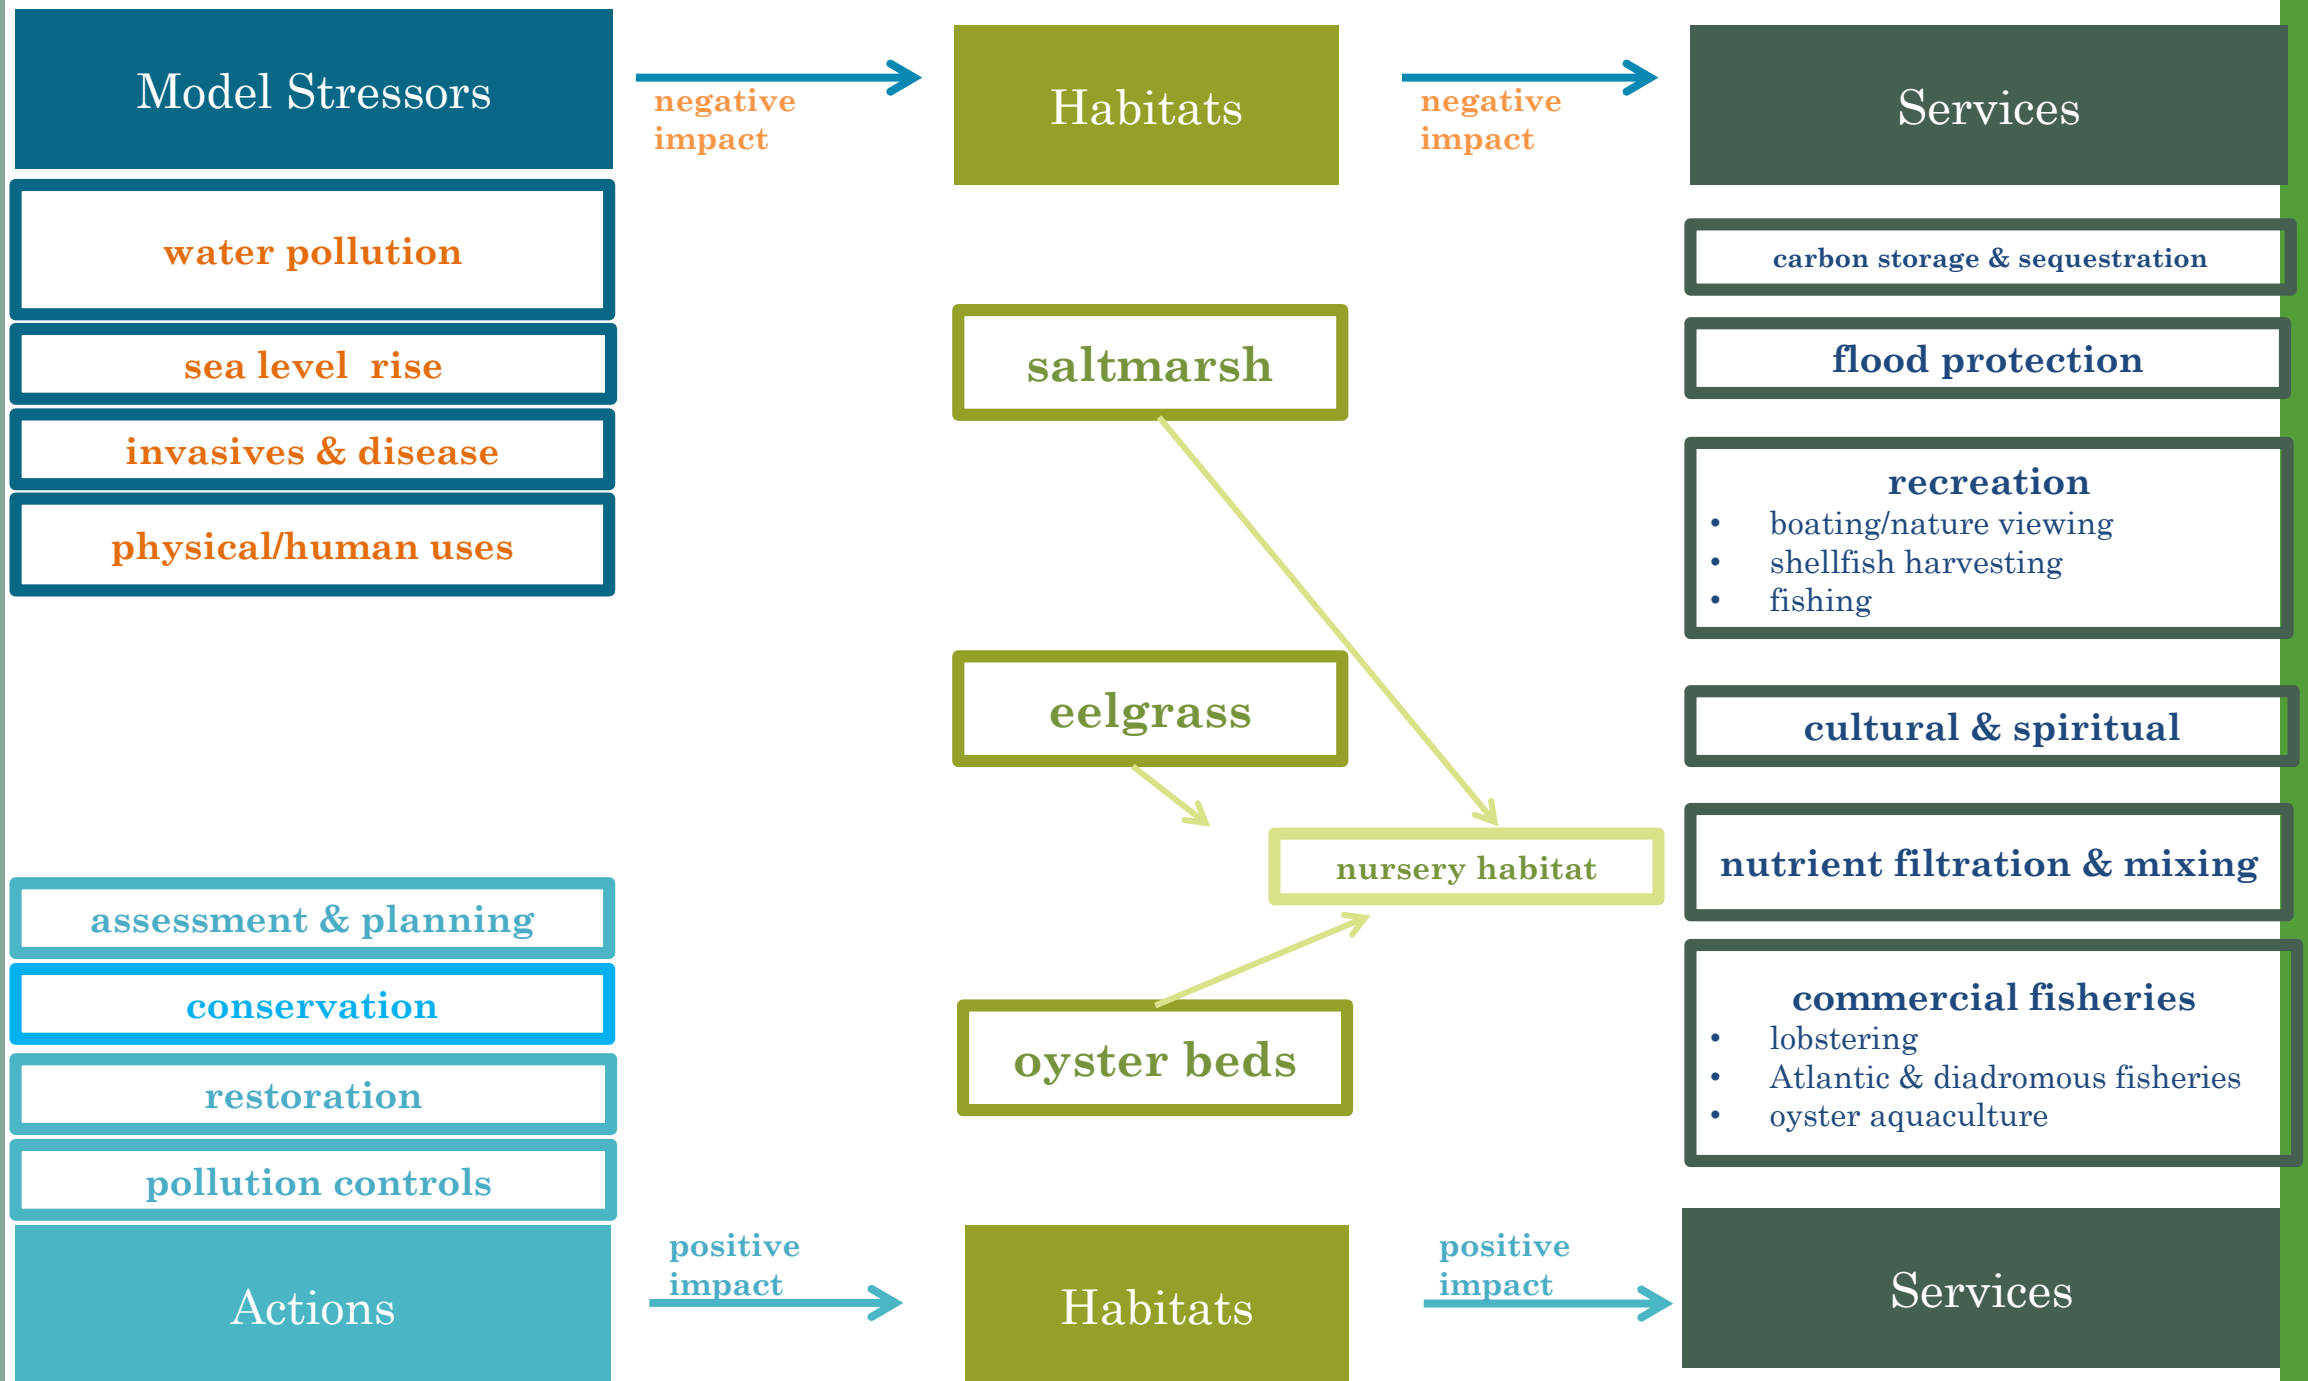 Model Stressors
negative
impact
Habitats
negative
impact
Services
water pollution
sea level rise
invasives & disease
physical/human uses
saltmarsh
eelgrass
nursery habitat
oyster beds
carbon storage & sequestration
flood protection
recreation
• boating/nature viewing
• shellfish harvesting
• fishing
cultural & spiritual
nutrient filtration & mixing
commercial fisheries
• lobstering
• Atlantic & diadromous fisheries
• oyster aquaculture
assessment & planning
conservation
restoration
pollution controls
Actions
positive
impact
Habitats
positive
impact
Services